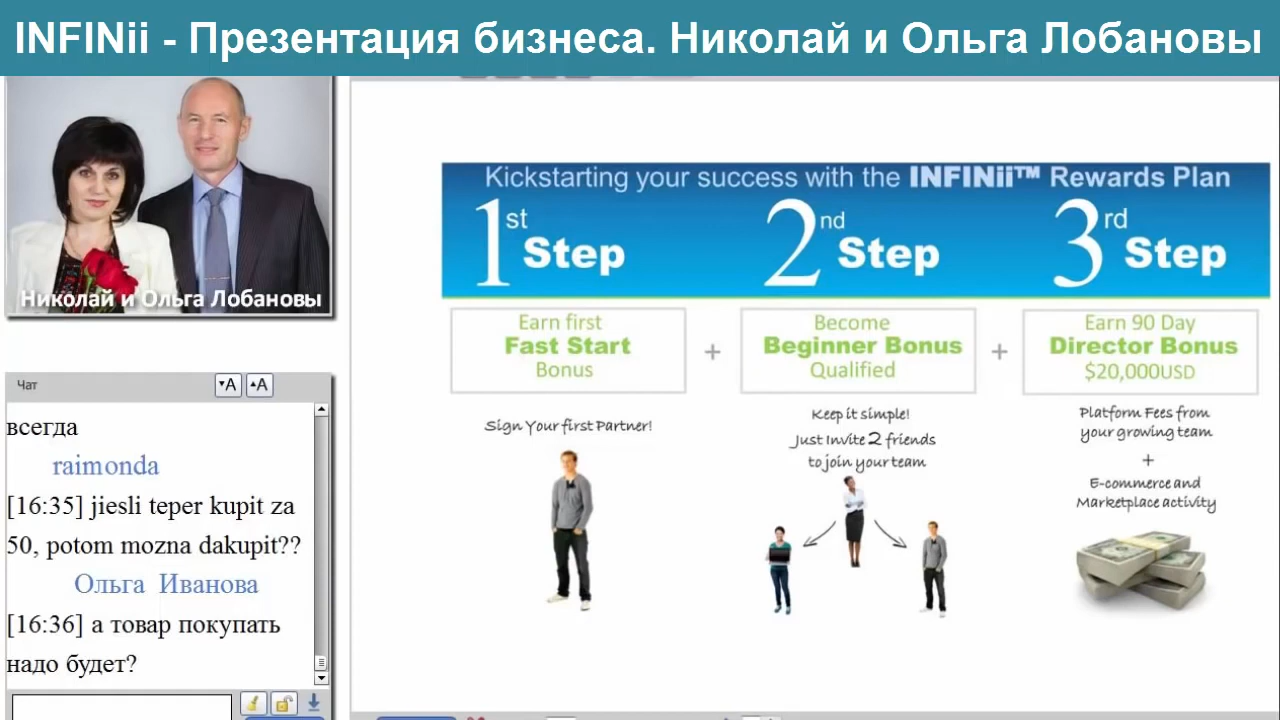 INFINii - Презентация бизнеса. Николай и Ольга Лобановы
Николай и Ольга Лобановы
Чат
▾A ▴A
всегда
raimonda
[16:35] jiesli teper kupit za
50, potom mozna dakupit??
Ольга Иванова
[16:36] а товар покупать
надо будет?
Kickstarting your success with the INFINii™ Rewards Plan
1st Step
2nd Step
3rd Step
Earn first
Fast Start
Bonus
+
Become
Beginner Bonus
Qualified
+
Earn 90 Day
Director Bonus
$20,000USD
Sign Your first Partner!
Keep it simple!
Just Invite 2 friends
to join your team
Platform Fees from
your growing team
+
E-commerce and
Marketplace activity